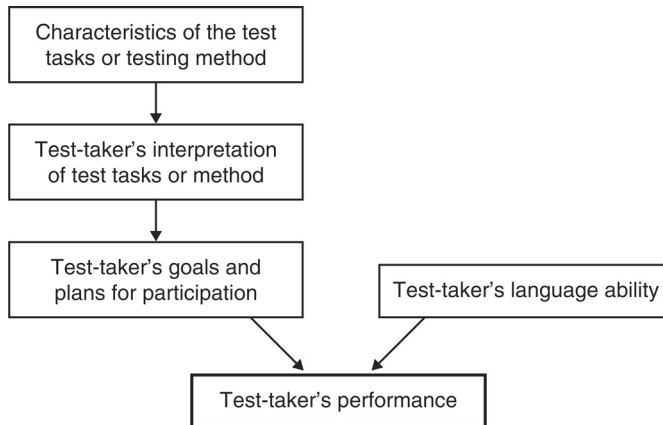 Characteristics of the test
tasks or testing method
Test-taker’s interpretation
of test tasks or method
Test-taker’s goals and
plans for participation
Test-taker’s language ability
Test-taker’s performance